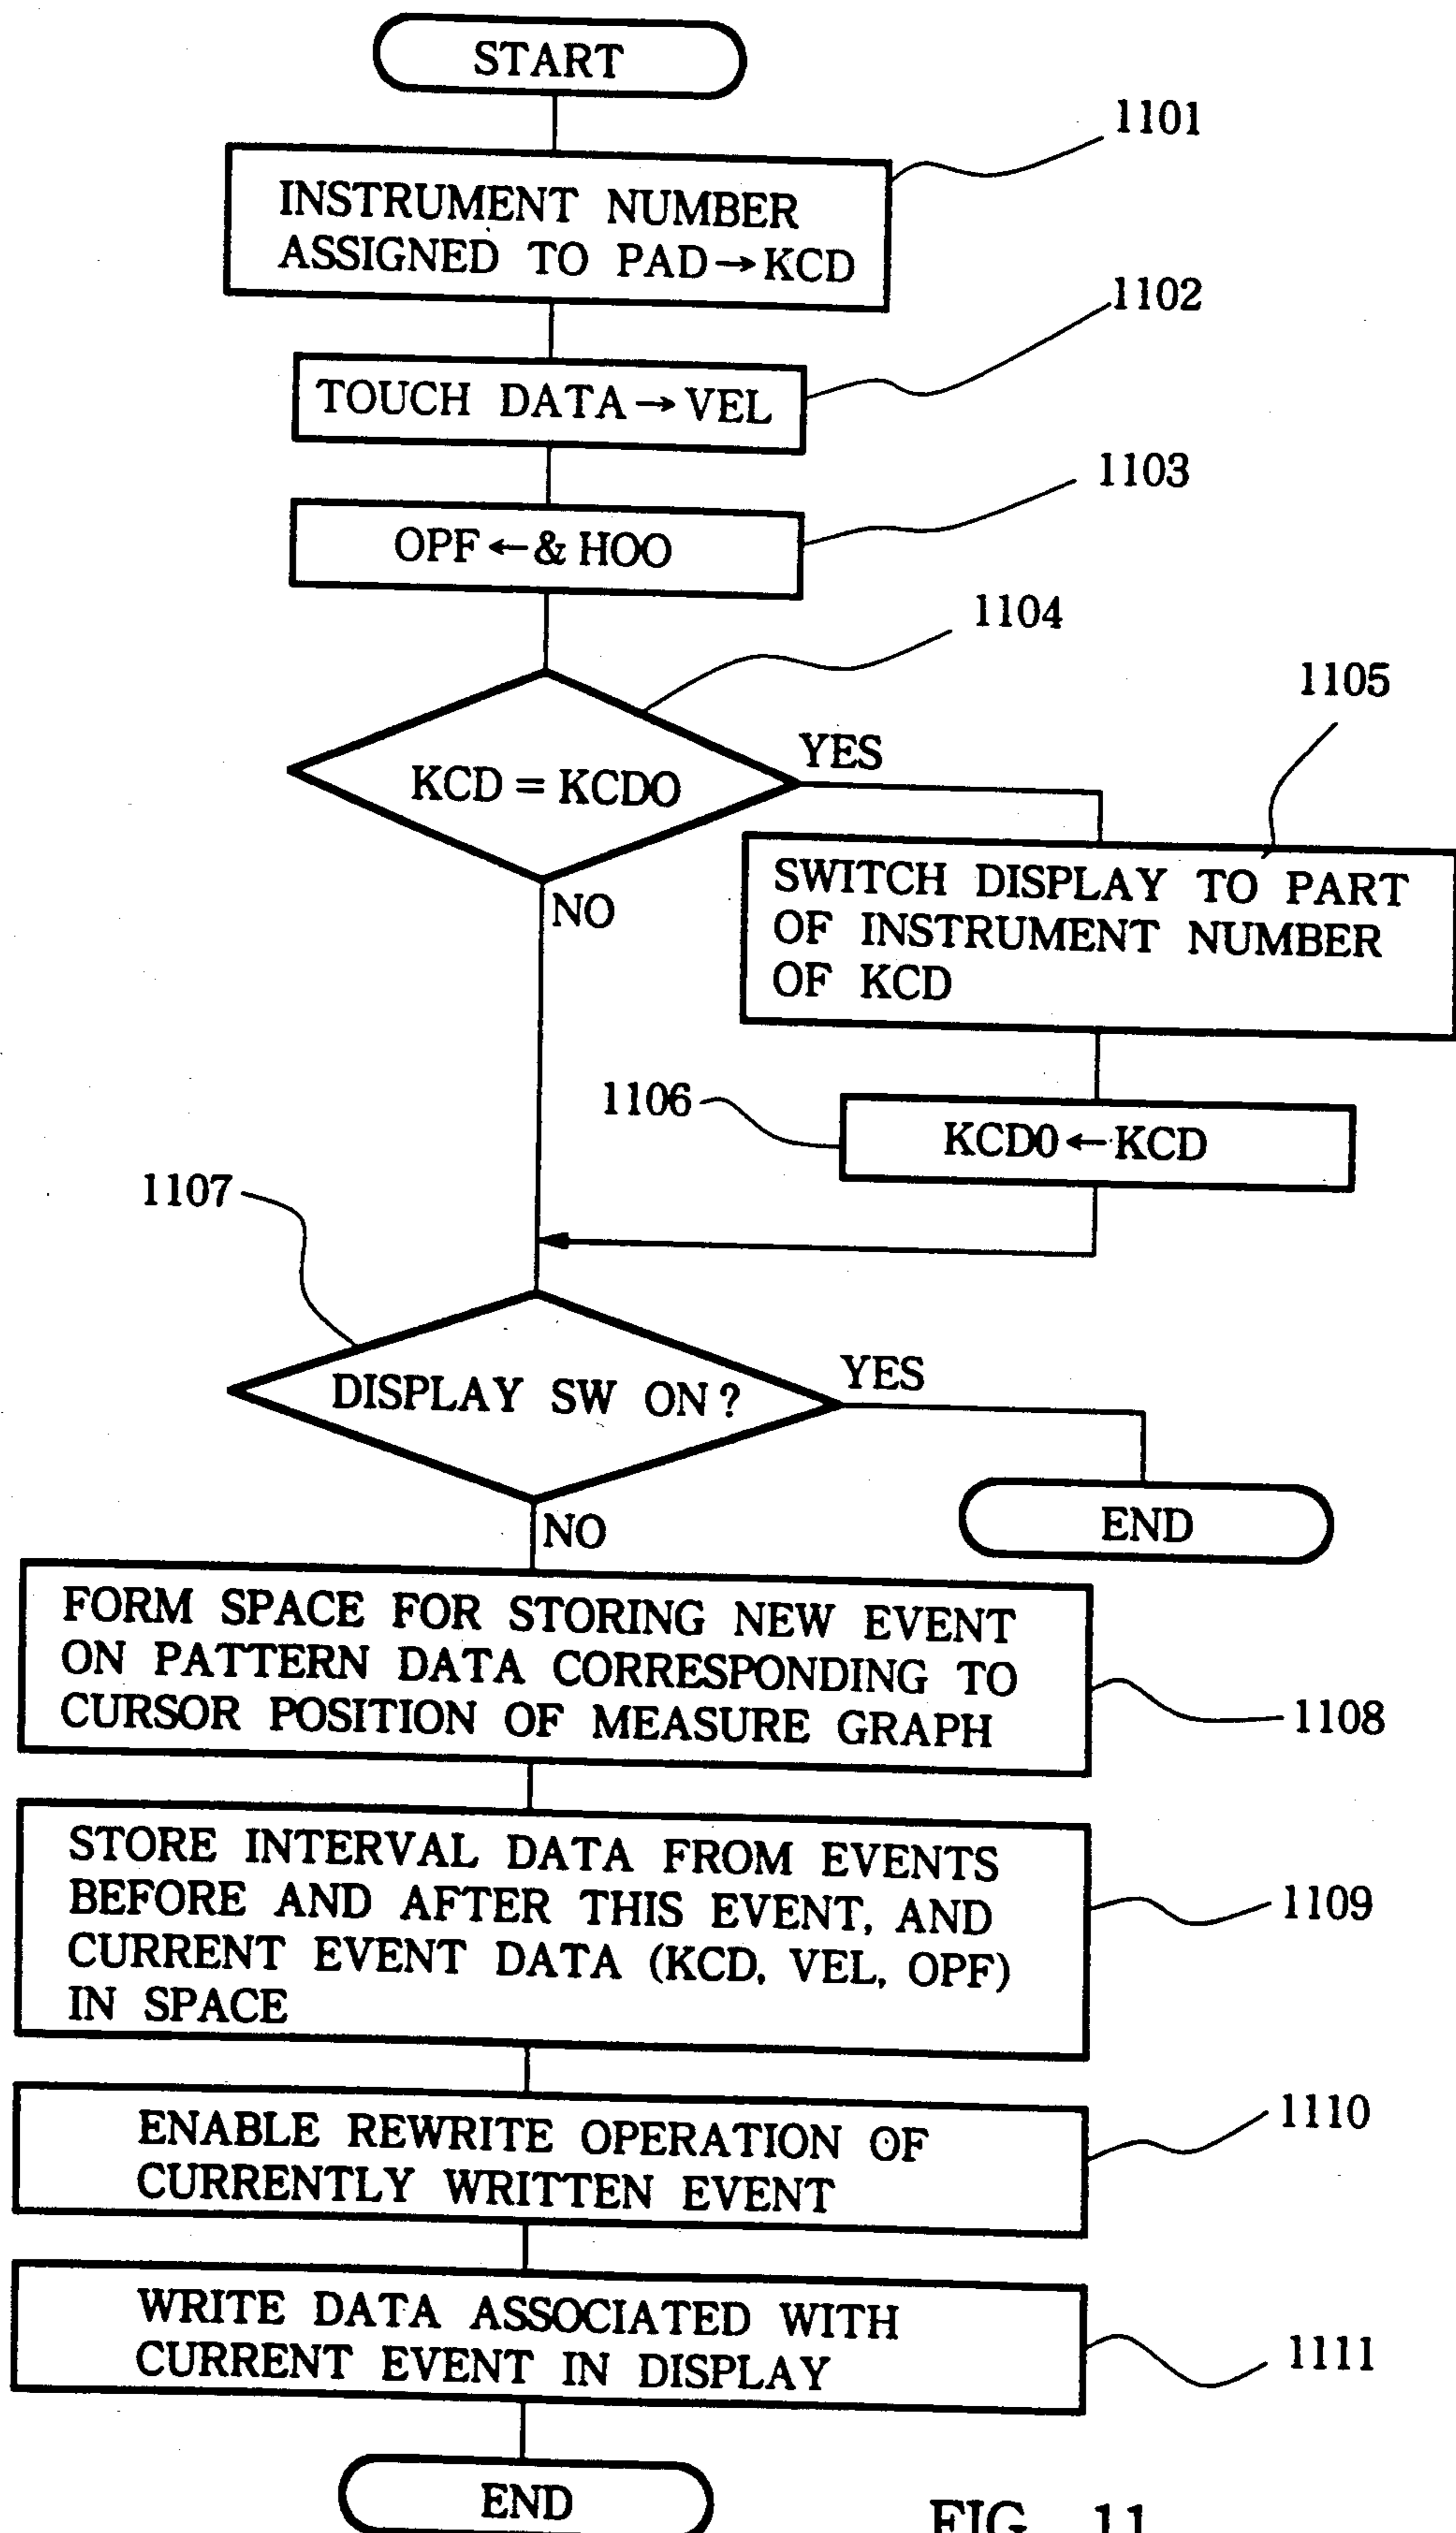 START
1101
INSTRUMENT NUMBER
ASSIGNED TO PAD→KCD
1102
TOUCH DATA→VEL
1103
OPF←& HOO
1104
KCD = KCDO
YES
NO
1105
SWITCH DISPLAY TO PART
OF INSTRUMENT NUMBER
OF KCD
1106
KCDO←KCD
1107
DISPLAY SW ON?
YES
END
NO
FORM SPACE FOR STORING NEW EVENT
ON PATTERN DATA CORRESPONDING TO
CURSOR POSITION OF MEASURE GRAPH
1108
STORE INTERVAL DATA FROM EVENTS
BEFORE AND AFTER THIS EVENT, AND
CURRENT EVENT DATA (KCD, VEL, OPF)
IN SPACE
1109
ENABLE REWRITE OPERATION OF
CURRENTLY WRITTEN EVENT
1110
WRITE DATA ASSOCIATED WITH
CURRENT EVENT IN DISPLAY
1111
END
FIG. 11